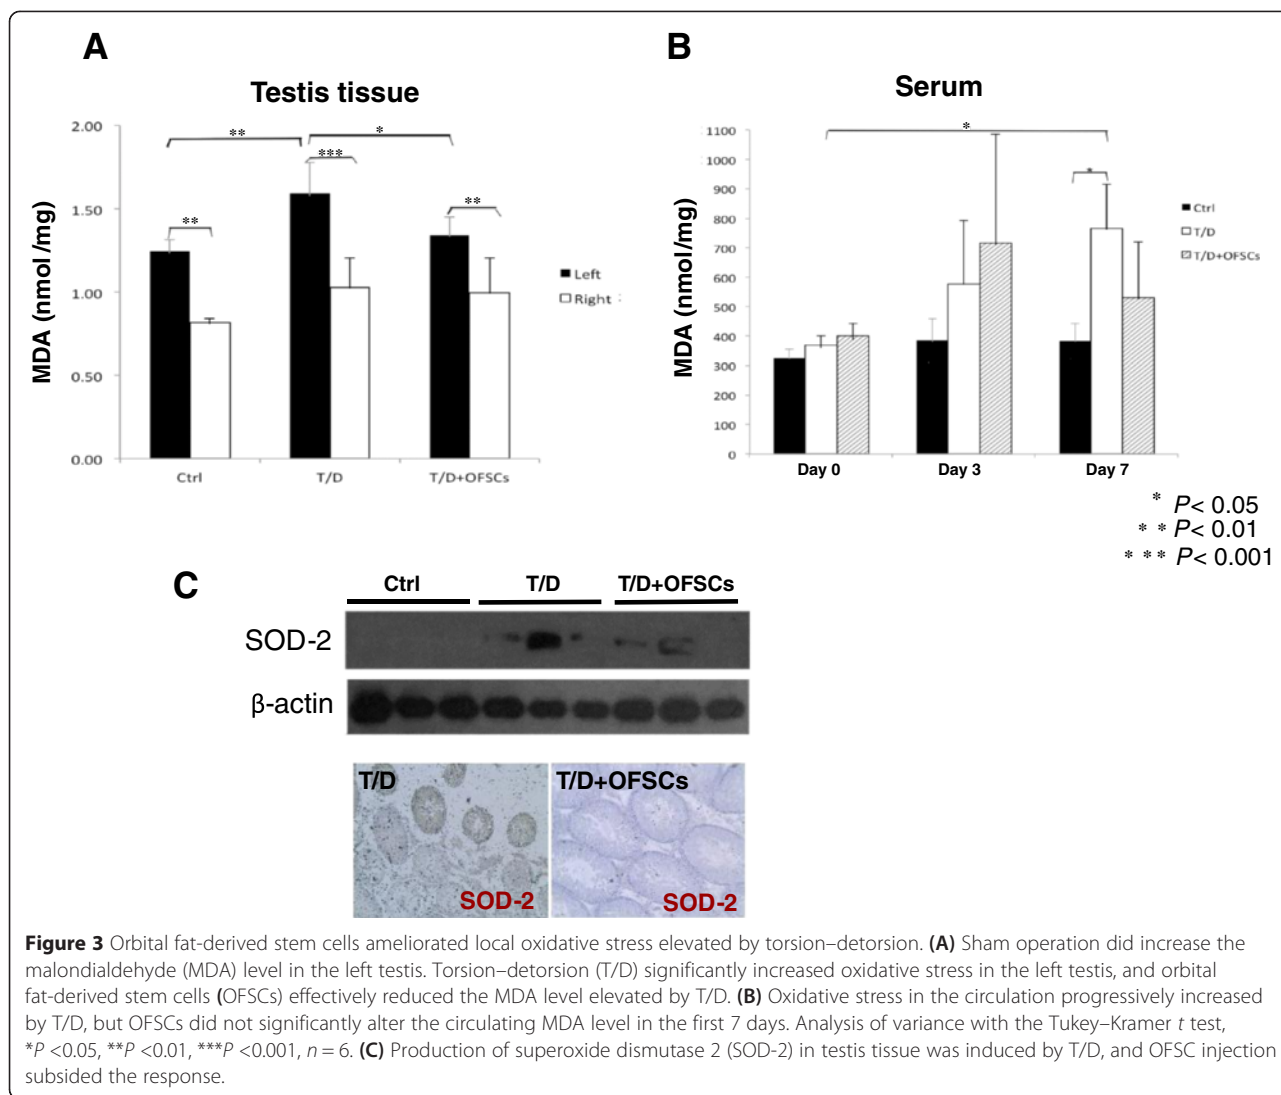 A
Testis tissue
MDA (nmol/mg)
2.00
1.50
1.00
0.50
0.00
**
*
***
**
**
Ctrl
T/D
T/D+OFSCs
Left
Right
B
Serum
MDA (nmol/mg)
1100
1000
900
800
700
600
500
400
300
200
100
0
*
*
Day 0
Day 3
Day 7
Ctrl
T/D
T/D+OFSCs
* P< 0.05
** P< 0.01
*** P< 0.001
C
Ctrl T/D T/D+OFSCs
SOD-2
β-actin
T/D
SOD-2
T/D+OFSCs
SOD-2
Figure 3 Orbital fat-derived stem cells ameliorated local oxidative stress elevated by torsion–detorsion. (A) Sham operation did increase the
malondialdehyde (MDA) level in the left testis. Torsion–detorsion (T/D) significantly increased oxidative stress in the left testis, and orbital
fat-derived stem cells (OFSCs) effectively reduced the MDA level elevated by T/D. (B) Oxidative stress in the circulation progressively increased
by T/D, but OFSCs did not significantly alter the circulating MDA level in the first 7 days. Analysis of variance with the Tukey–Kramer t test,
*P <0.05, **P <0.01, ***P <0.001, n = 6. (C) Production of superoxide dismutase 2 (SOD-2) in testis tissue was induced by T/D, and OFSC injection
subsided the response.